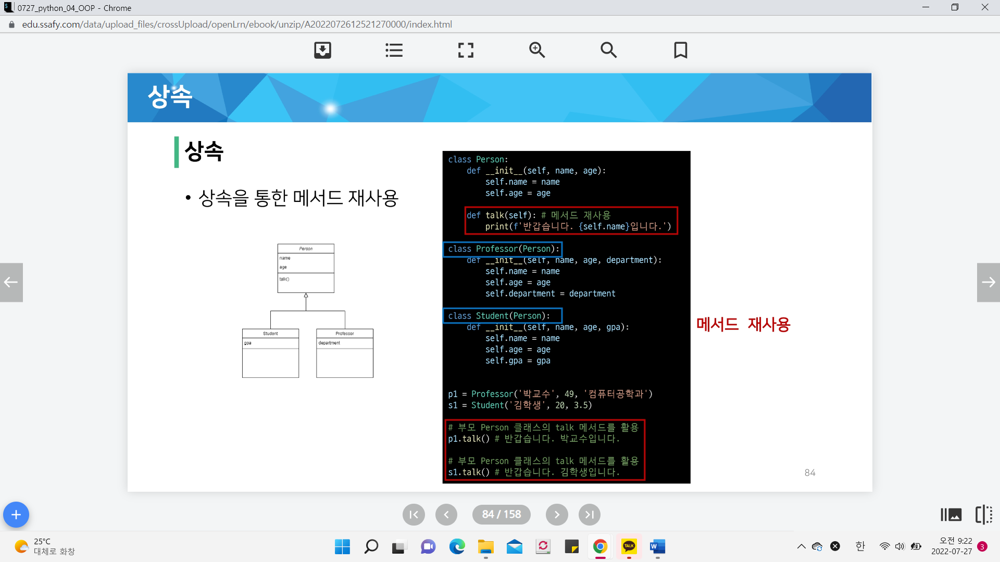 0727_python_04_OOP - Chrome
edu.ssafy.com/data/upload_files/crossUpload/openLrn/ebook/unzip/A2022072612521270000/index.html
상속
상속
• 상속을 통한 메서드 재사용
Person
name
age
talk()
Student
gpa
Professor
department
class Person:
def __init__(self, name, age):
self.name = name
self.age = age
def talk(self): # 메서드 재사용
print(f'반갑습니다. {self.name}입니다.')
class Professor(Person):
def __init__(self, name, age, department):
self.name = name
self.age = age
self.department = department
class Student(Person):
def __init__(self, name, age, gpa):
self.name = name
self.age = age
self.gpa = gpa
p1 = Professor('박교수', 49, '컴퓨터공학과')
s1 = Student('김학생', 20, 3.5)
# 부모 Person 클래스의 talk 메서드를 활용
p1.talk() # 반갑습니다. 박교수입니다.
# 부모 Person 클래스의 talk 메서드를 활용
s1.talk() # 반갑습니다. 김학생입니다.
메서드 재사용
84
84 / 158
25°C
대체로 화창
TALK
W
한
오전 9:22
2022-07-27
3